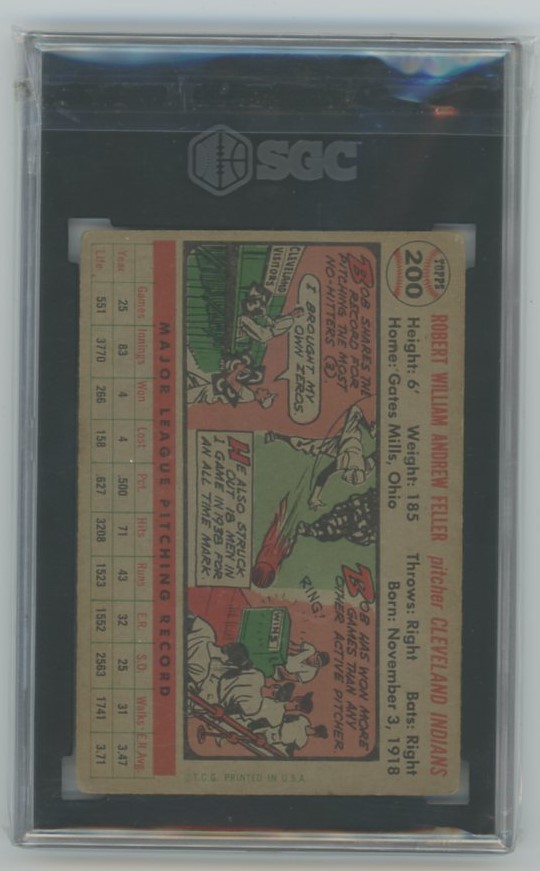 SGC
TOPPS
200
ROBERT WILLIAM ANDREW FELLER pitcher CLEVELAND INDIANS
Height: 6' Weight: 185 Throws: Right Bats: Right
Home: Gates Mills, Ohio Born: November 3, 1918
BOB SHARES THE
RECORD FOR
PITCHING THE MOST
NO-HITTERS (3)
CLEVELAND
VISITORS
I BROUGHT MY
OWN ZEROS.
HE ALSO STRUCK
OUT 18 MEN IN
1 GAME IN 1938 FOR
AN ALL TIME MARK.
BOB HAS WON MORE
GAMES THAN ANY
OTHER ACTIVE PITCHER.
RING!
WINS
MAJOR LEAGUE PITCHING RECORD
Games Innings Won Lost Pct. Hits Runs E.R. S.O. Walks E.R.Avg.
Year 25 83 4 4 .500 71 43 32 25 31 3.47
Life 551 3770 266 158 .627 3208 1523 1552 2563 1741 3.71
©T.C.G. PRINTED IN U.S.A.